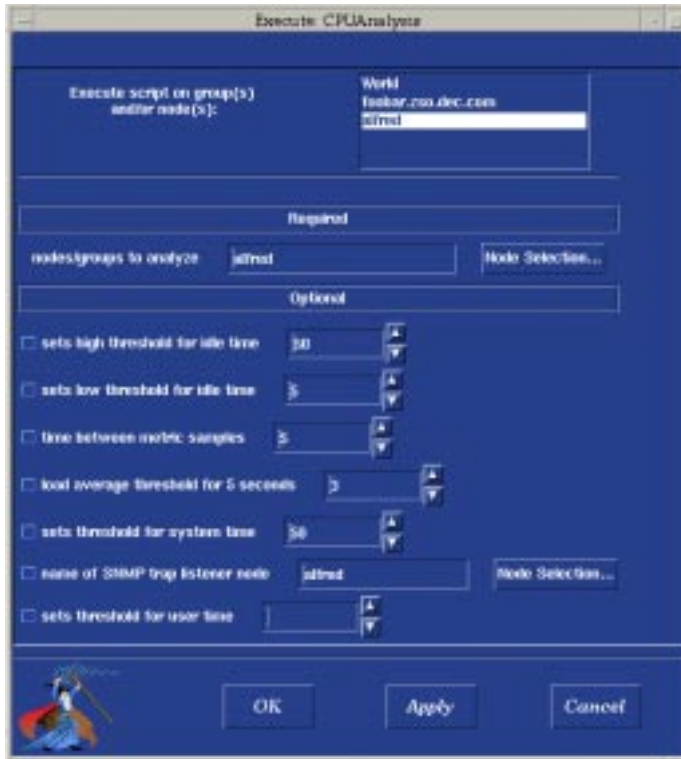 Execute: CPUAnalysis
Execute script on group(s)
and/or node(s):
World
foobar.zso.dec.com
alfred
Required
nodes/groups to analyze alfred Node Selection...
Optional
sets high threshold for idle time
sets low threshold for idle time 5
time between metric samples 5
load average threshold for 5 seconds 3
sets threshold for system time 50
name of SNMP trap listener node alfred Node Selection...
sets threshold for user time
OK Apply Cancel